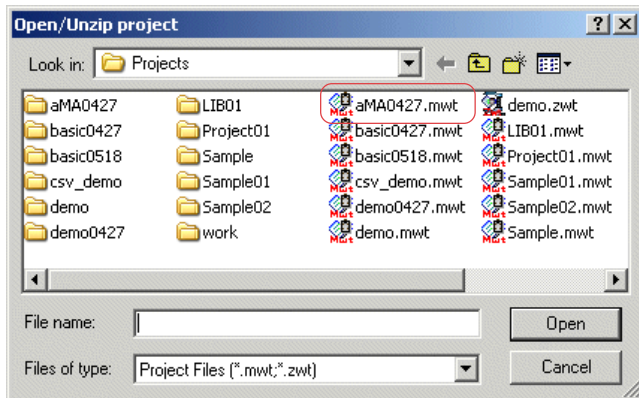 Open/Unzip project
Look in: Projects
aMA0427 LIB01 aMA0427.mwt demo.zwt
basic0427 Project01 basic0427.mwt LIB01.mwt
basic0518 Sample basic0518.mwt Project01.mwt
csv_demo Sample01 csv_demo.mwt Sample01.mwt
demo Sample02 demo0427.mwt Sample02.mwt
demo0427 work demo.mwt Sample.mwt
File name: Open
Files of type: Project Files (*.mwt;*.zwt) Cancel